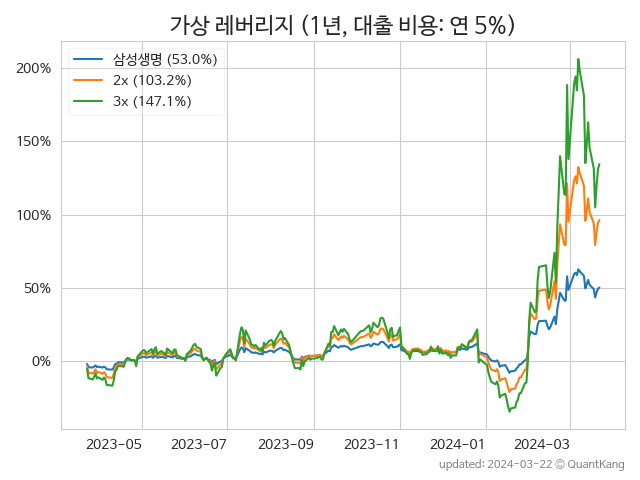 가상 레버리지 (1년, 대출 비용: 연 5%)
삼성생명 (53.0%)
2x (103.2%)
3x (147.1%)
200%
150%
100%
50%
0%
2023-05 2023-07 2023-09 2023-11 2024-01 2024-03
updated: 2024-03-22 © QuantKang